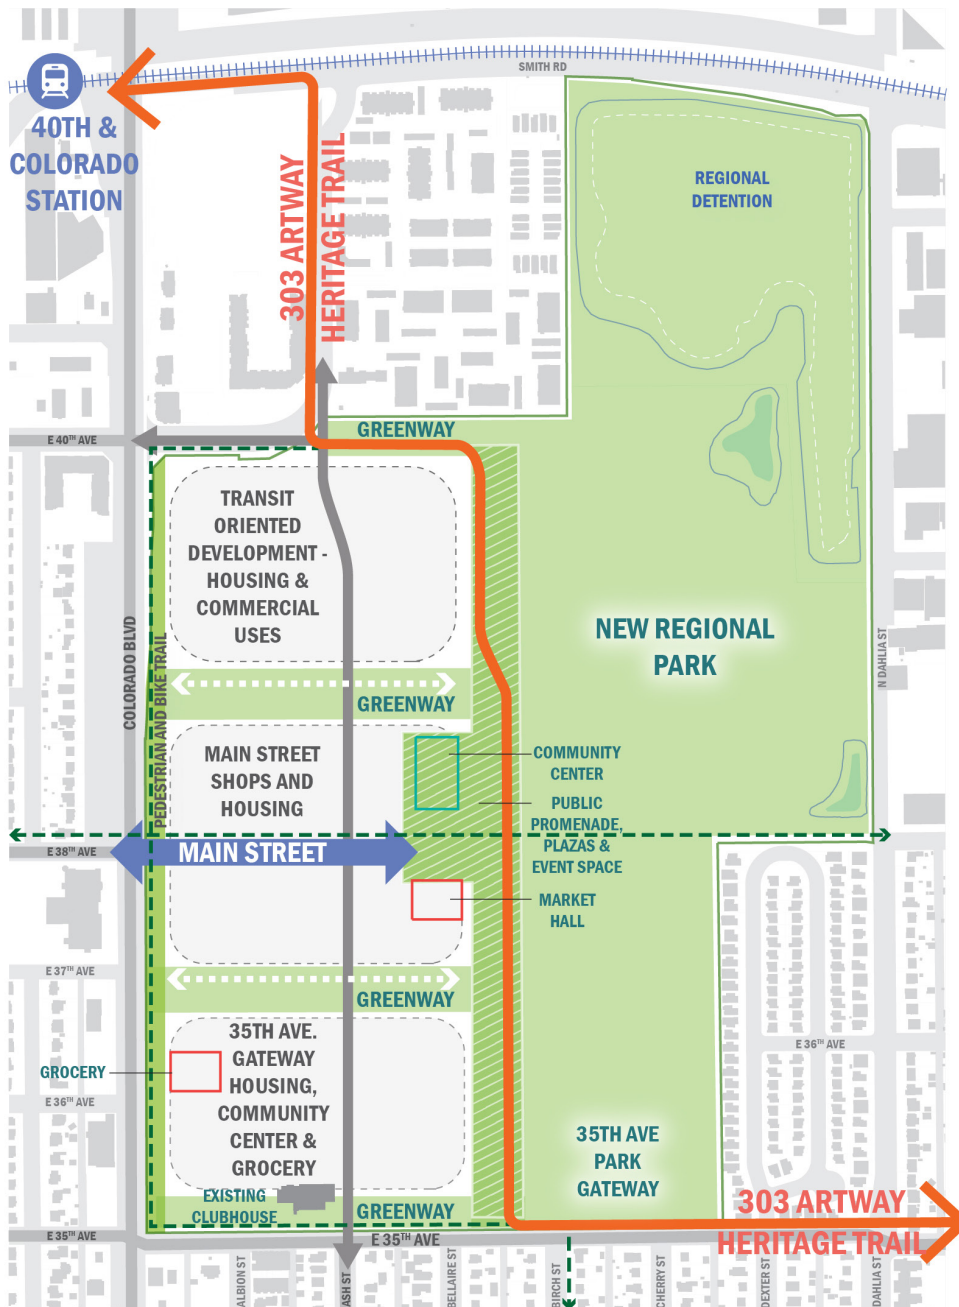 SMITH RD
40TH &
COLORADO
STATION
303 ARTWAY
HERITAGE TRAIL
REGIONAL
DETENTION
E 40TH AVE
GREENWAY
TRANSIT
ORIENTED
DEVELOPMENT -
HOUSING &
COMMERCIAL
USES
NEW REGIONAL
PARK
COLORADO BLVD
PEDESTRIAN AND BIKE TRAIL
N DAHLIA ST
GREENWAY
MAIN STREET
SHOPS AND
HOUSING
COMMUNITY
CENTER
PUBLIC
PROMENADE,
PLAZAS &
EVENT SPACE
E 38TH AVE
MAIN STREET
MARKET
HALL
E 37TH AVE
GREENWAY
35TH AVE.
GATEWAY
HOUSING,
COMMUNITY
CENTER &
GROCERY
GROCERY
E 36TH AVE
E 36TH AVE
35TH AVE
PARK
GATEWAY
EXISTING
CLUBHOUSE
GREENWAY
303 ARTWAY
HERITAGE TRAIL
E 35TH AVE
E 35TH AVE
ALBION ST
ASH ST
BELLAIRE ST
BIRCH ST
CHERRY ST
DEXTER ST
DAHLIA ST